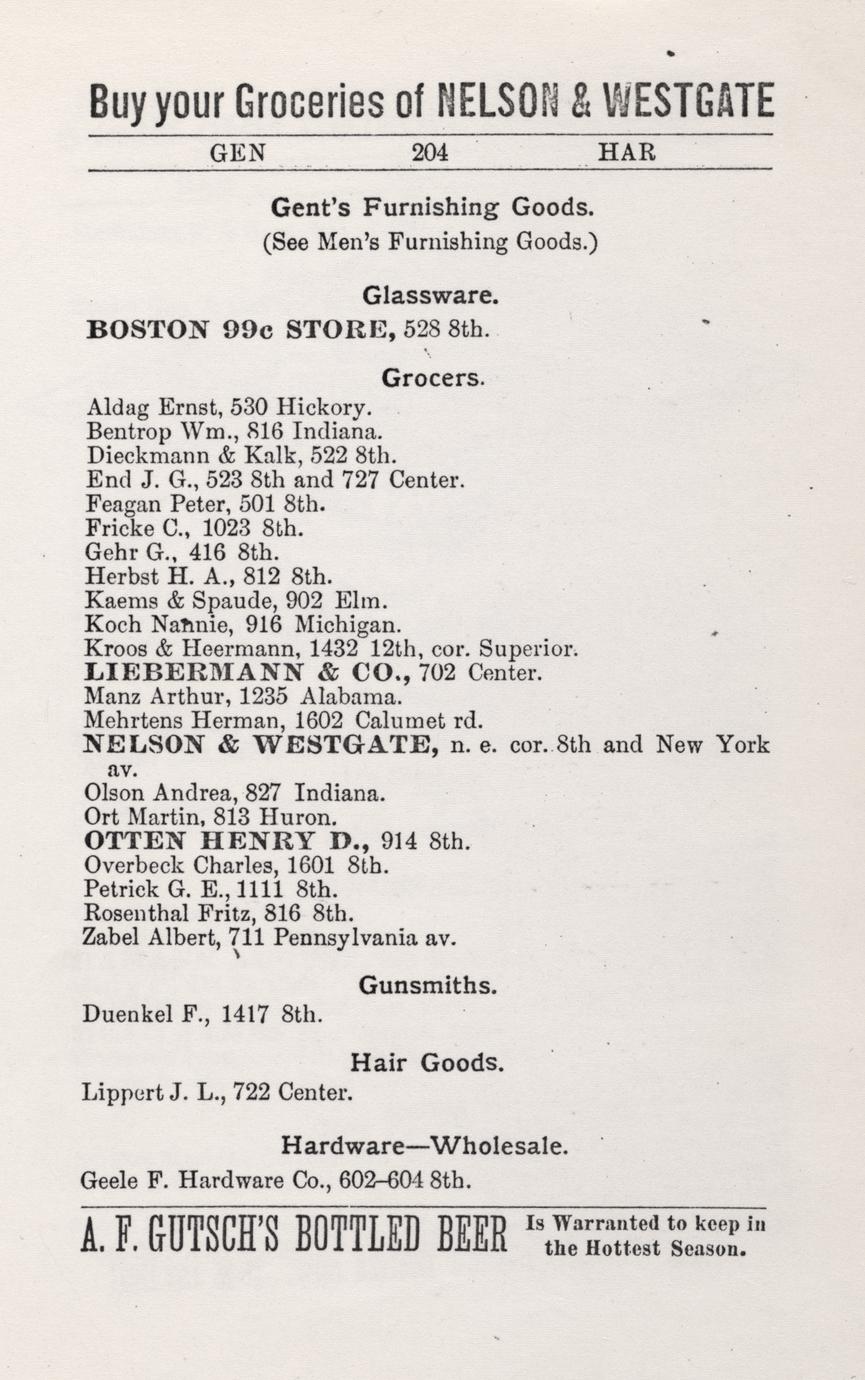 Buy your Groceries of NELSON & WESTGATE
GEN 204 HAR
Gent's Furnishing Goods.
(See Men's Furnishing Goods.)
Glassware.
BOSTON 99c STORE, 528 8th.
Grocers.
Aldag Ernst, 530 Hickory.
Bentrop Wm., 816 Indiana.
Dieckmann & Kalk, 522 8th.
End J. G., 523 8th and 727 Center.
Feagan Peter, 501 8th.
Fricke C., 1023 8th.
Gehr G., 416 8th.
Herbst H. A., 812 8th.
Kaems & Spaude, 902 Elm.
Koch Nannie, 916 Michigan.
Kroos & Heermann, 1432 12th, cor. Superior.
LIEBERMANN & CO., 702 Center.
Manz Arthur, 1235 Alabama.
Mehrtens Herman, 1602 Calumet rd.
NELSON & WESTGATE, n. e. cor. 8th and New York
av.
Olson Andrea, 827 Indiana.
Ort Martin, 813 Huron.
OTTEN HENRY D., 914 8th.
Overbeck Charles, 1601 8th.
Petrick G. E., 1111 8th.
Rosenthal Fritz, 816 8th.
Zabel Albert, 711 Pennsylvania av.
Gunsmiths.
Duenkel F., 1417 8th.
Hair Goods.
Lippert J. L., 722 Center.
Hardware—Wholesale.
Geele F. Hardware Co., 602–604 8th.
A. F. GUTSCH'S BOTTLED BEER Is Warranted to keep in
the Hottest Season.